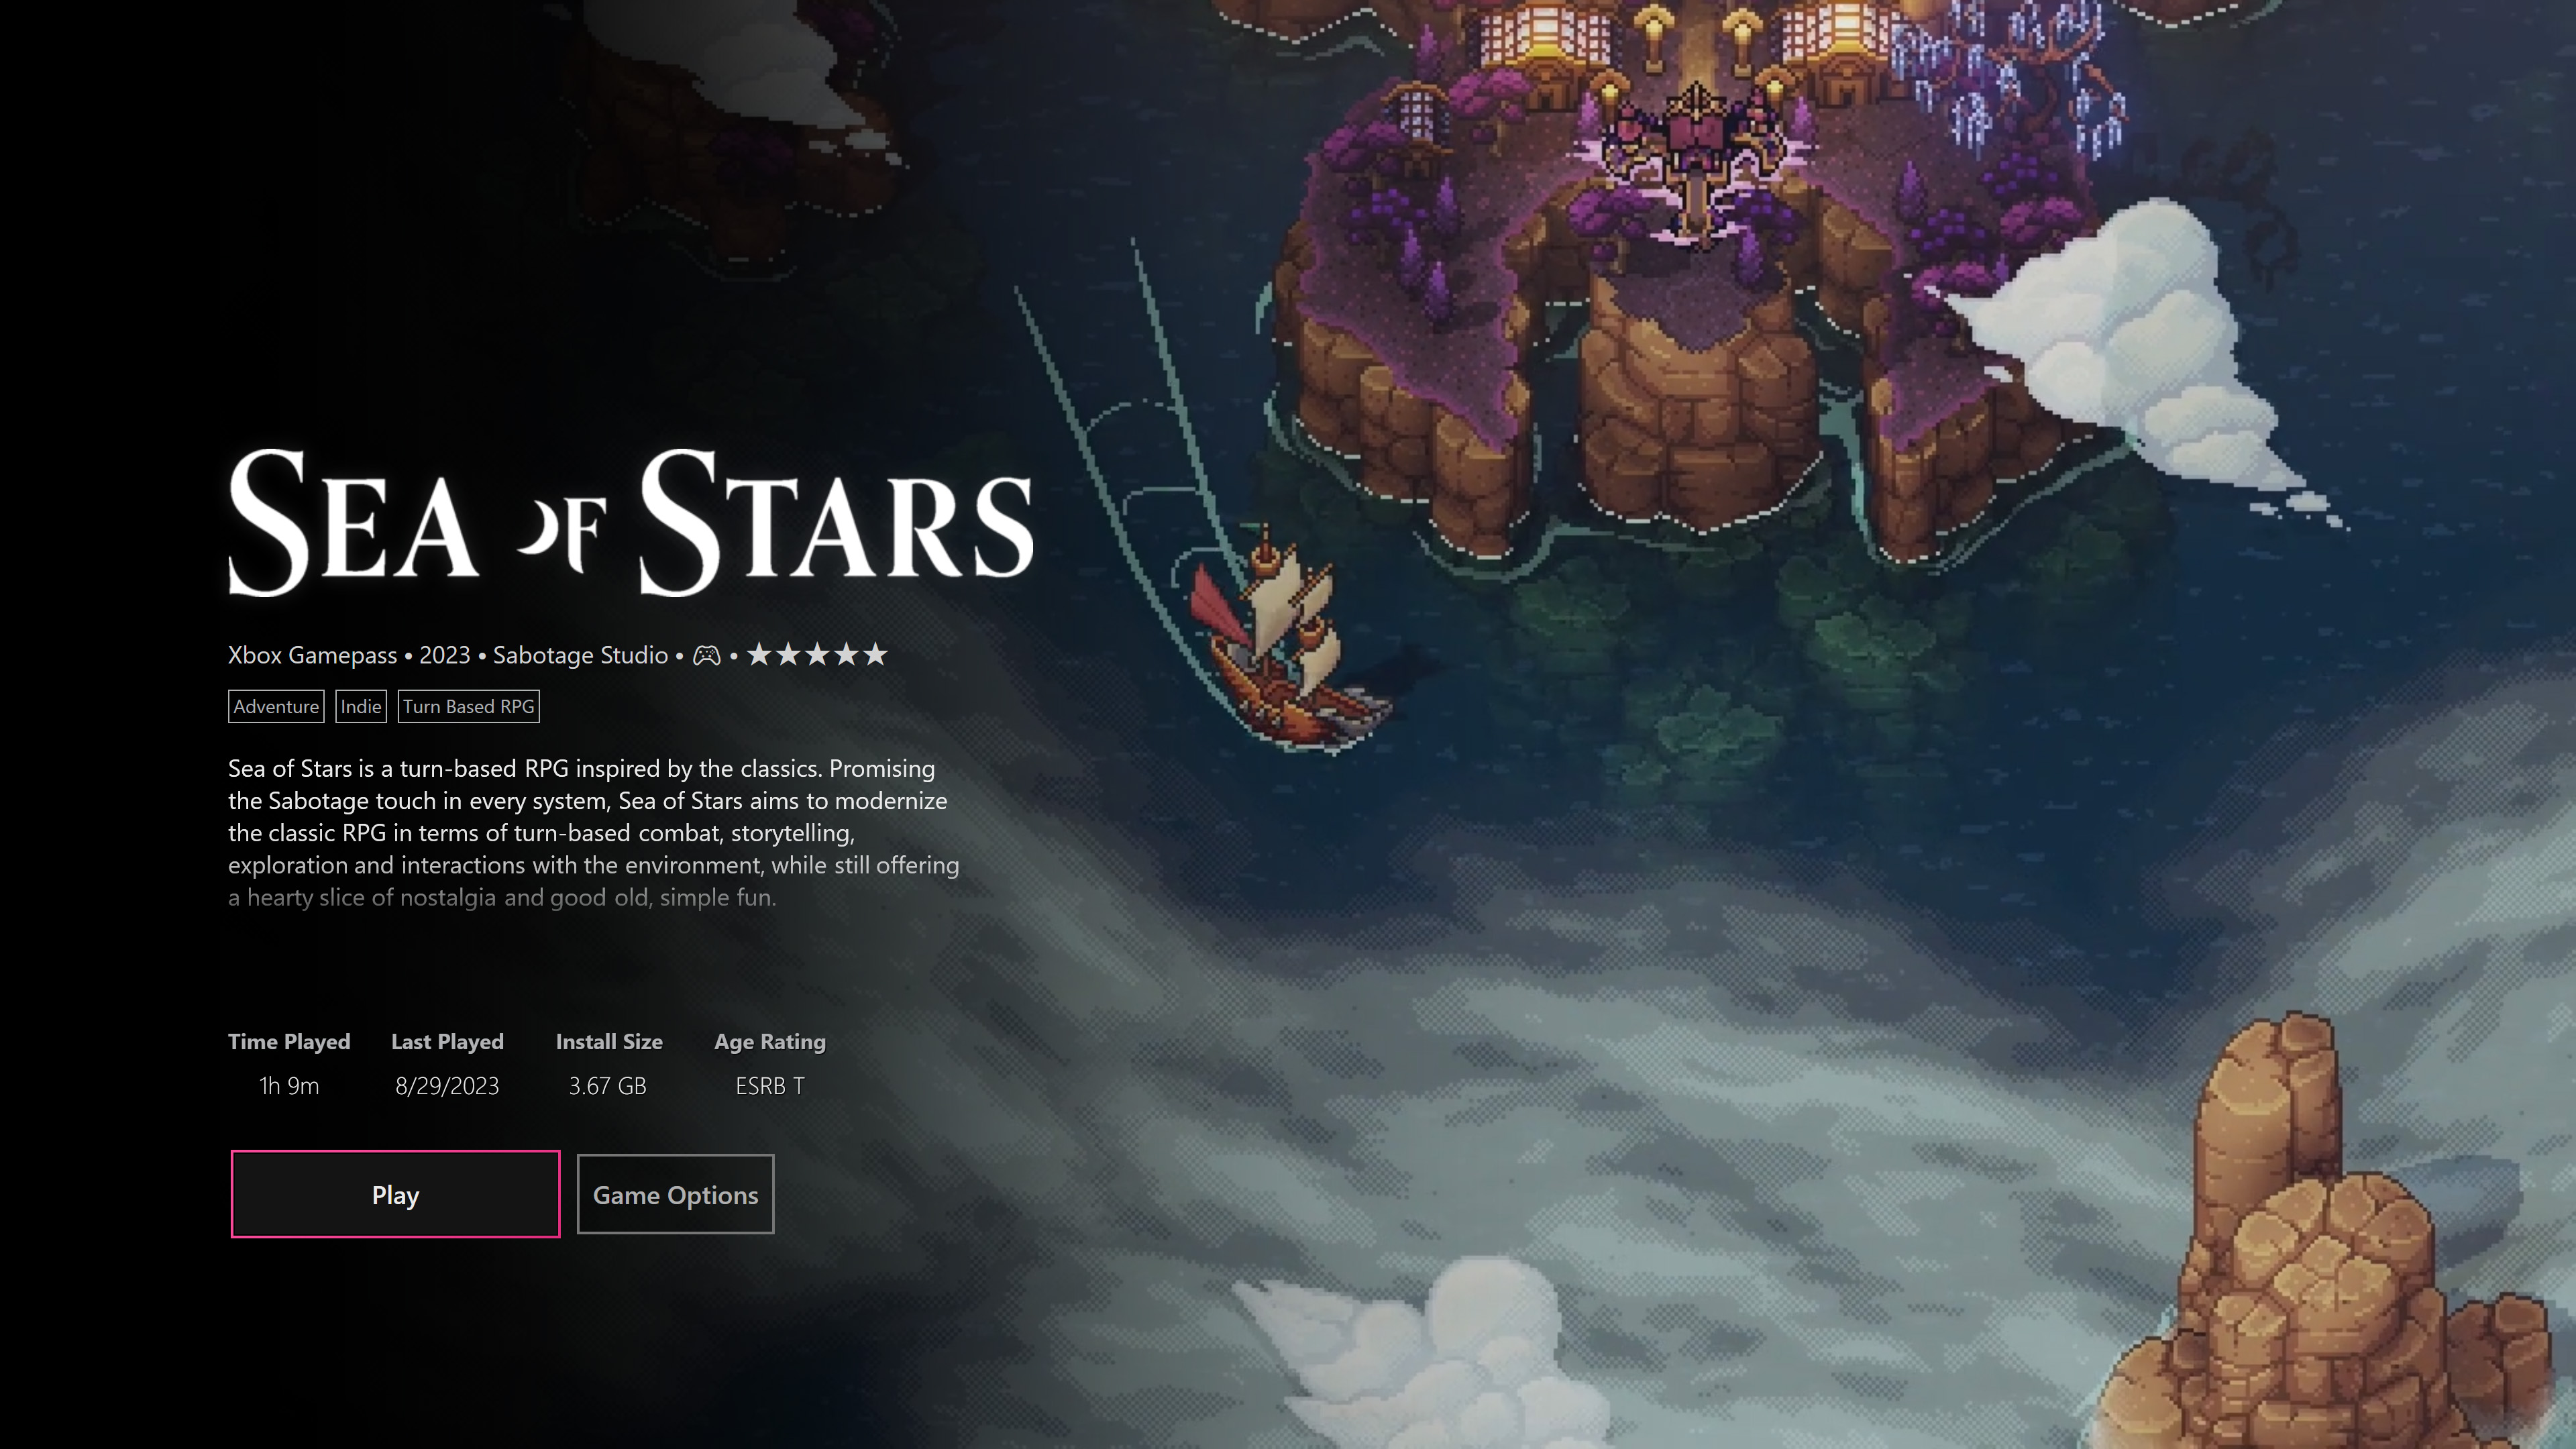 SEA OF STARS
Xbox Gamepass • 2023 • Sabotage Studio • 🎮 • ★★★★★
Adventure Indie Turn Based RPG
Sea of Stars is a turn-based RPG inspired by the classics. Promising
the Sabotage touch in every system, Sea of Stars aims to modernize
the classic RPG in terms of turn-based combat, storytelling,
exploration and interactions with the environment, while still offering
a hearty slice of nostalgia and good old, simple fun.
Time Played Last Played Install Size Age Rating
1h 9m 8/29/2023 3.67 GB ESRB T
Play Game Options